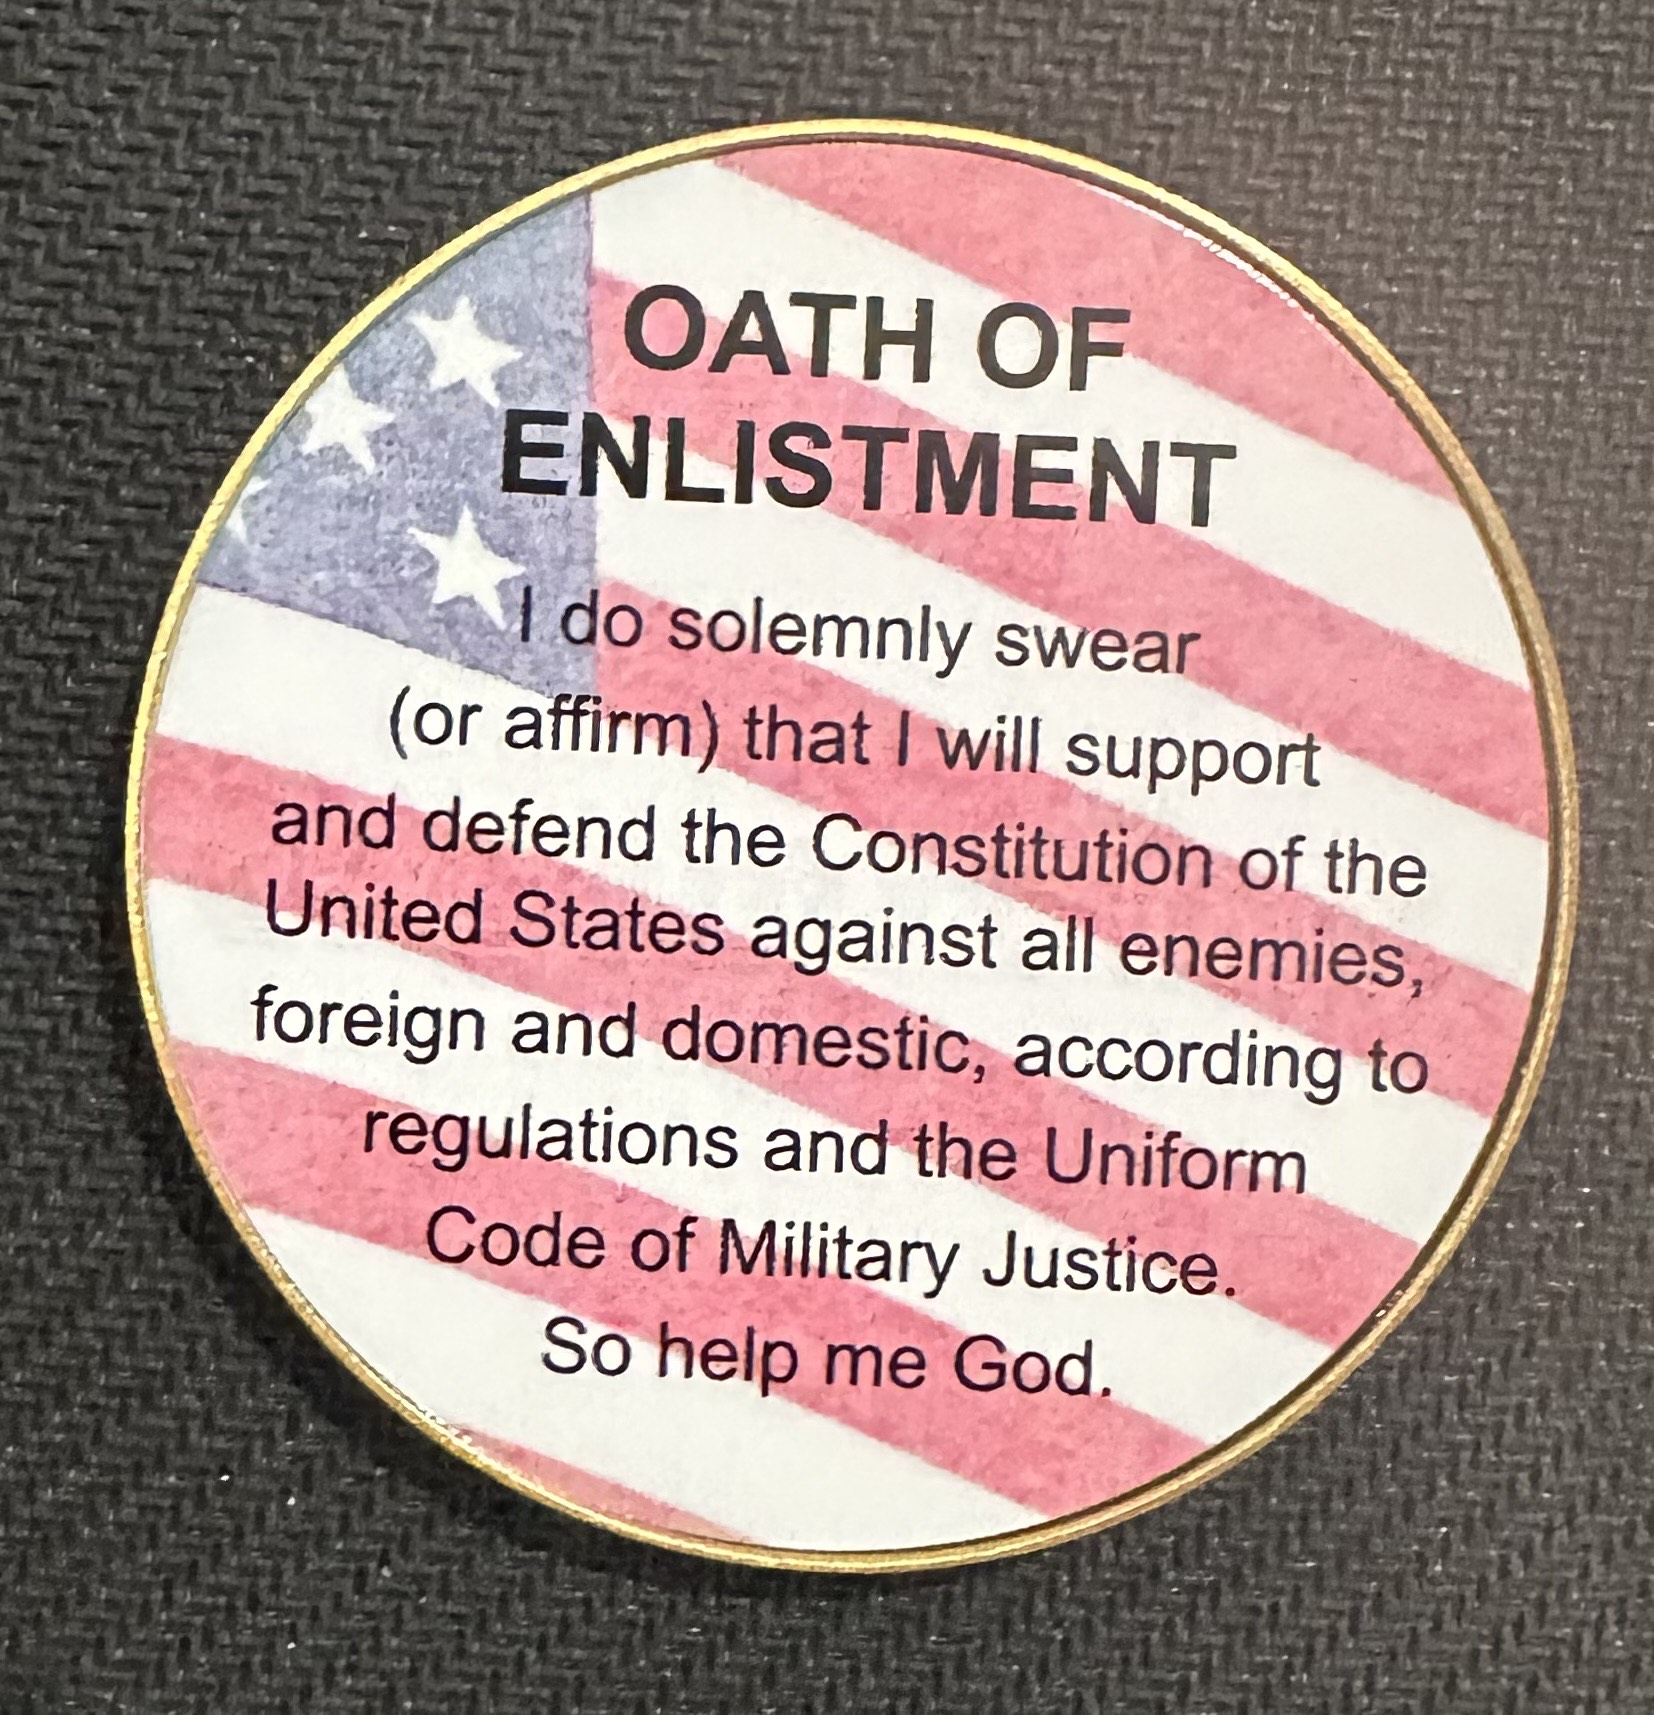 OATH OF
ENLISTMENT
I do solemnly swear
(or affirm) that I will support
and defend the Constitution of the
United States against all enemies,
foreign and domestic, according to
regulations and the Uniform
Code of Military Justice.
So help me God.